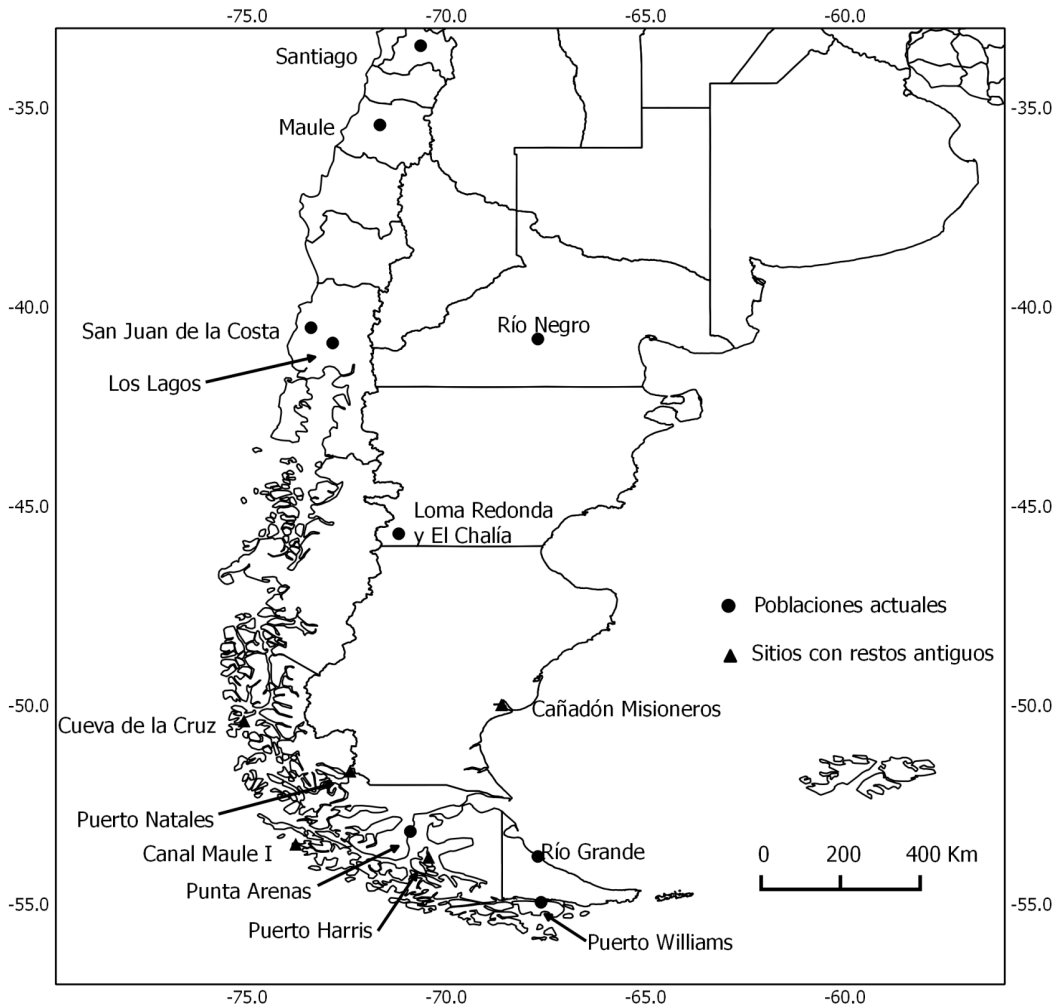 -75.0
-70.0
-65.0
-60.0
Santiago
-35.0
-35.0
Maule
-40.0
-40.0
San Juan de la Costa
Río Negro
Los Lagos
-45.0
-45.0
Loma Redonda
y El Chalía
Poblaciones actuales
Sitios con restos antiguos
-50.0
-50.0
Cañadón Misioneros
Cueva de la Cruz
Puerto Natales
Canal Maule I
Río Grande
0 200 400 Km
Punta Arenas
-55.0
-55.0
Puerto Harris
Puerto Williams
-75.0
-70.0
-65.0
-60.0